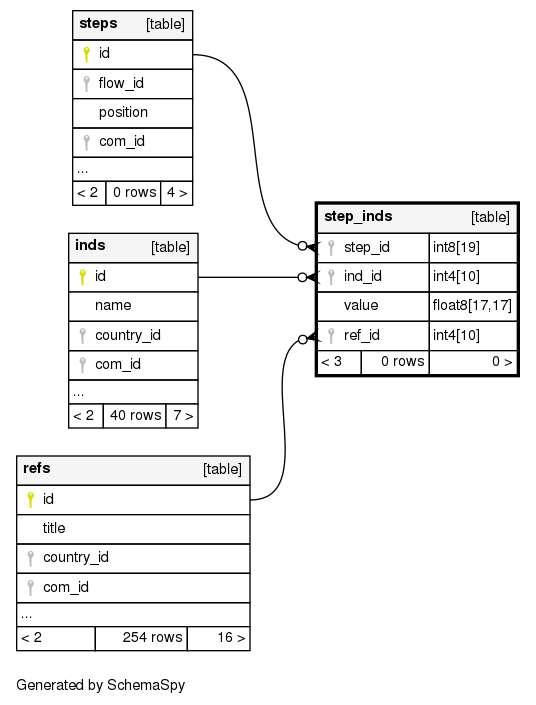 steps [table]
id
flow_id
position
com_id
...
< 2 0 rows 4 >
inds [table]
id
name
country_id
com_id
...
< 2 40 rows 7 >
refs [table]
id
title
country_id
com_id
...
< 2 254 rows 16 >
step_inds [table]
step_id int8[19]
ind_id int4[10]
value float8[17,17]
ref_id int4[10]
< 3 0 rows 0 >
Generated by SchemaSpy